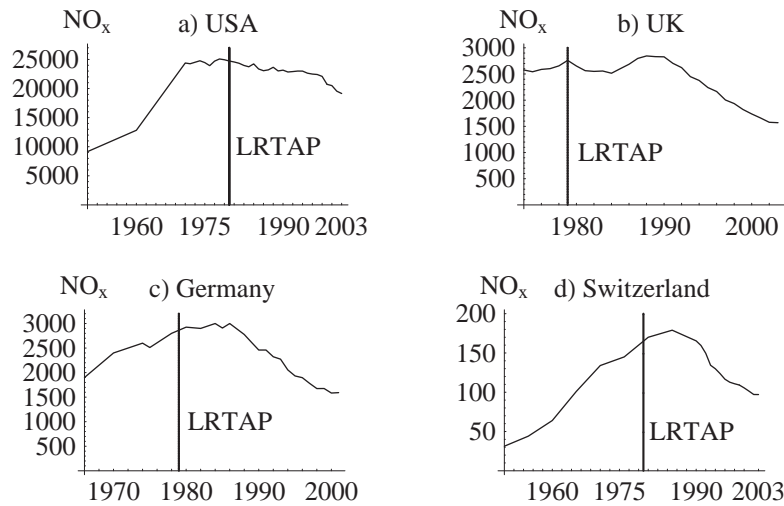 NOx
a) USA
25000
20000
15000
10000
5000
LRTAP
1960 1975 1990 2003
NOx
b) UK
3000
2500
2000
1500
1000
500
LRTAP
1980 1990 2000
NOx
c) Germany
3000
2500
2000
1500
1000
500
LRTAP
1970 1980 1990 2000
NOx
d) Switzerland
200
150
100
50
LRTAP
1960 1975 1990 2003